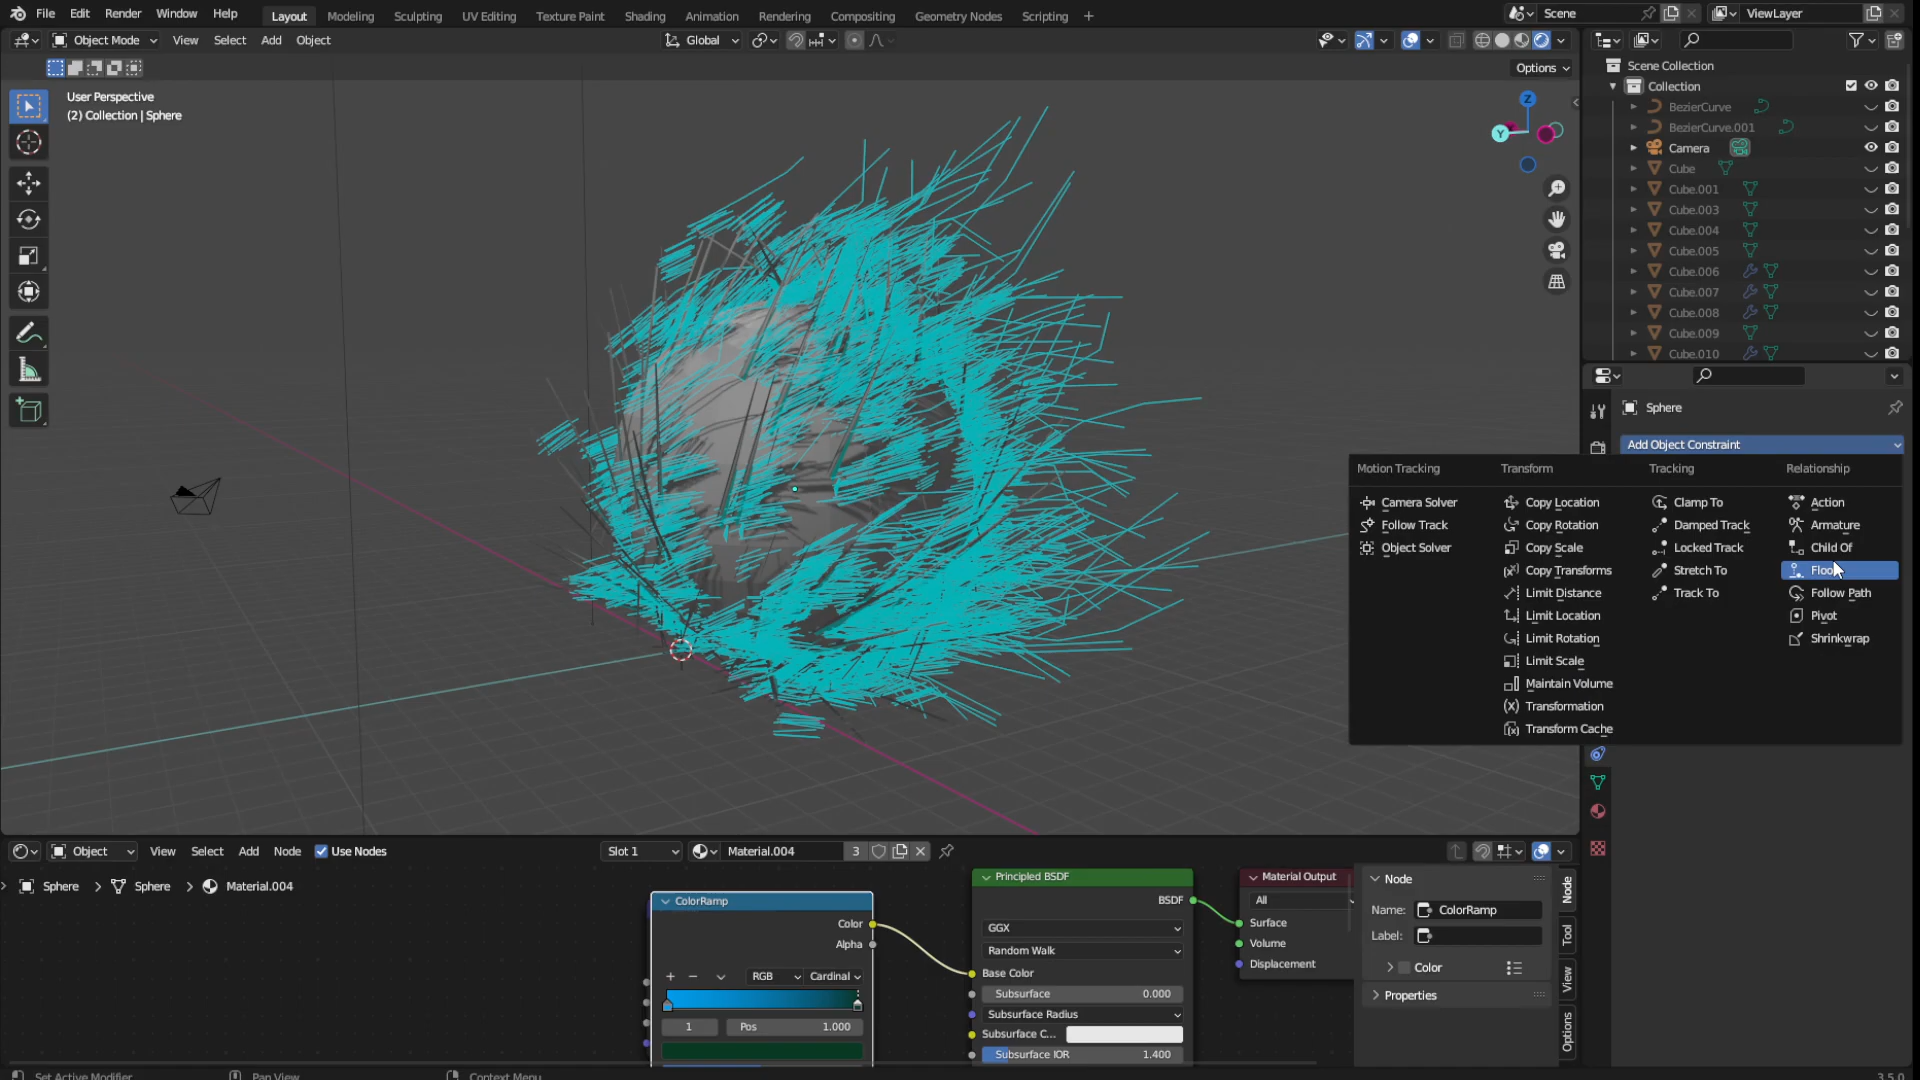 File Edit Render Window Help Layout Modeling Sculpting UV Editing Texture Paint Shading Animation Rendering Compositing Geometry Nodes Scripting + Scene ViewLayer
Object Mode View Select Add Object Global
Options
User Perspective
(2) Collection | Sphere
Z
Y
Scene Collection
Collection
BezierCurve
BezierCurve.001
Camera
Cube
Cube.001
Cube.003
Cube.004
Cube.005
Cube.006
Cube.007
Cube.008
Cube.009
Cube.010
Sphere
Add Object Constraint
Motion Tracking Transform Tracking Relationship
Camera Solver Copy Location Clamp To Action
Follow Track Copy Rotation Damped Track Armature
Object Solver Copy Scale Locked Track Child Of
Copy Transforms Stretch To
Limit Distance Track To Follow Path
Limit Location Pivot
Limit Rotation Shrinkwrap
Limit Scale
Maintain Volume
Transformation
Transform Cache
Object View Select Add Node Use Nodes Slot 1 Material.004 3
Sphere > Sphere > Material.004
ColorRamp
Color
Alpha
+ − RGB Cardinal
1 Pos 1.000
Principled BSDF
BSDF
GGX
Random Walk
Base Color
Subsurface 0.000
Subsurface Radius
Subsurface C...
Subsurface IOR 1.400
Material Output
All
Surface
Volume
Displacement
Node
Name: ColorRamp
Label:
Color
Properties
Node
Tool
View
Options
Set Active Modifier Pan View Context Menu 3.5.0